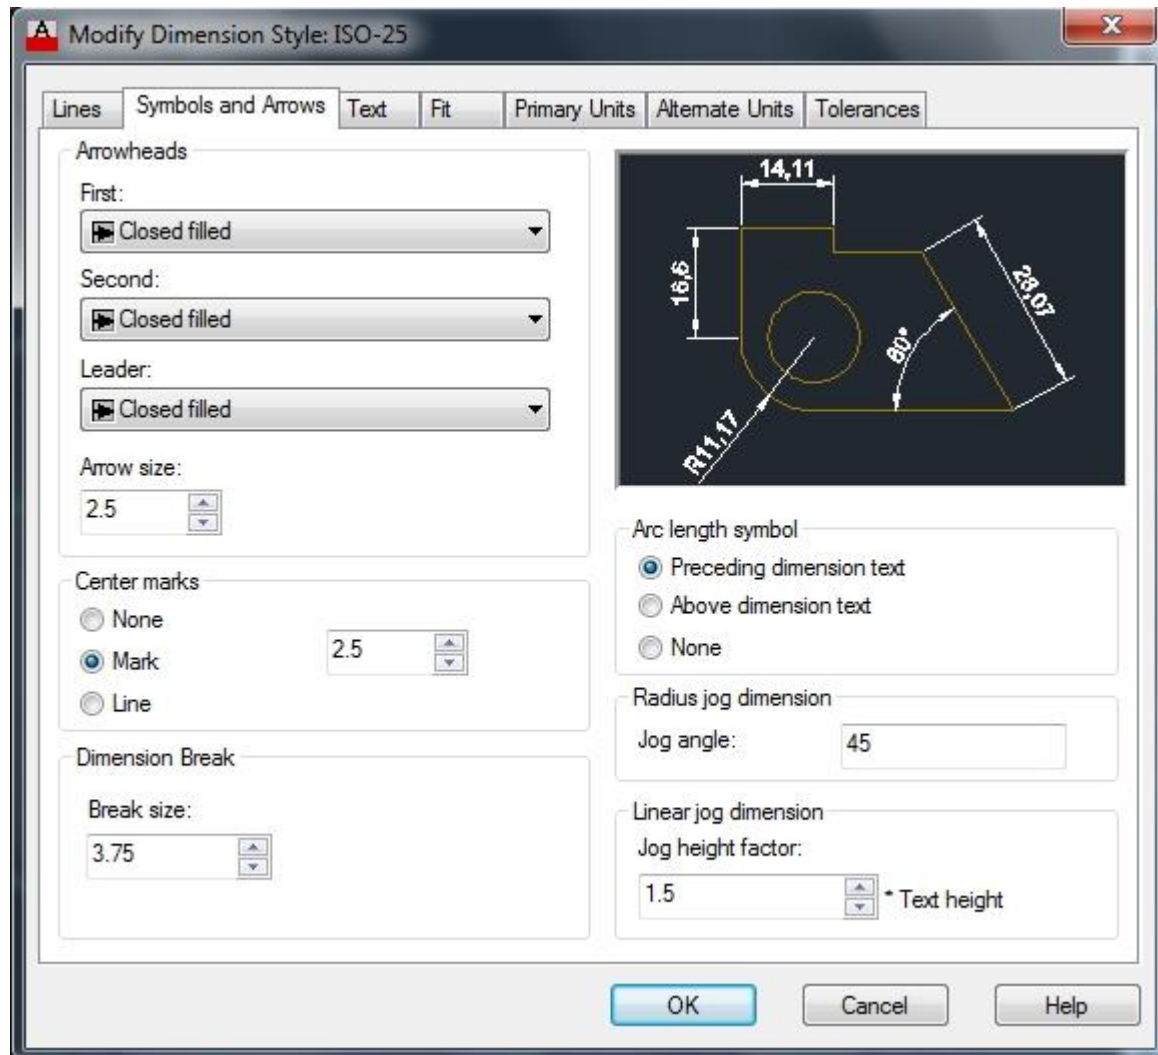 Modify Dimension Style: ISO-25
Lines
Symbols and Arrows
Text
Fit
Primary Units
Alternate Units
Tolerances
Arrowheads
First:
Closed filled
Second:
Closed filled
Leader:
Closed filled
Arrow size:
2.5
Center marks
None
Mark
Line
2.5
Dimension Break
Break size:
3.75
14,11
16,6
28,07
60°
R11,17
Arc length symbol
Preceding dimension text
Above dimension text
None
Radius jog dimension
Jog angle:
45
Linear jog dimension
Jog height factor:
1.5
* Text height
OK
Cancel
Help